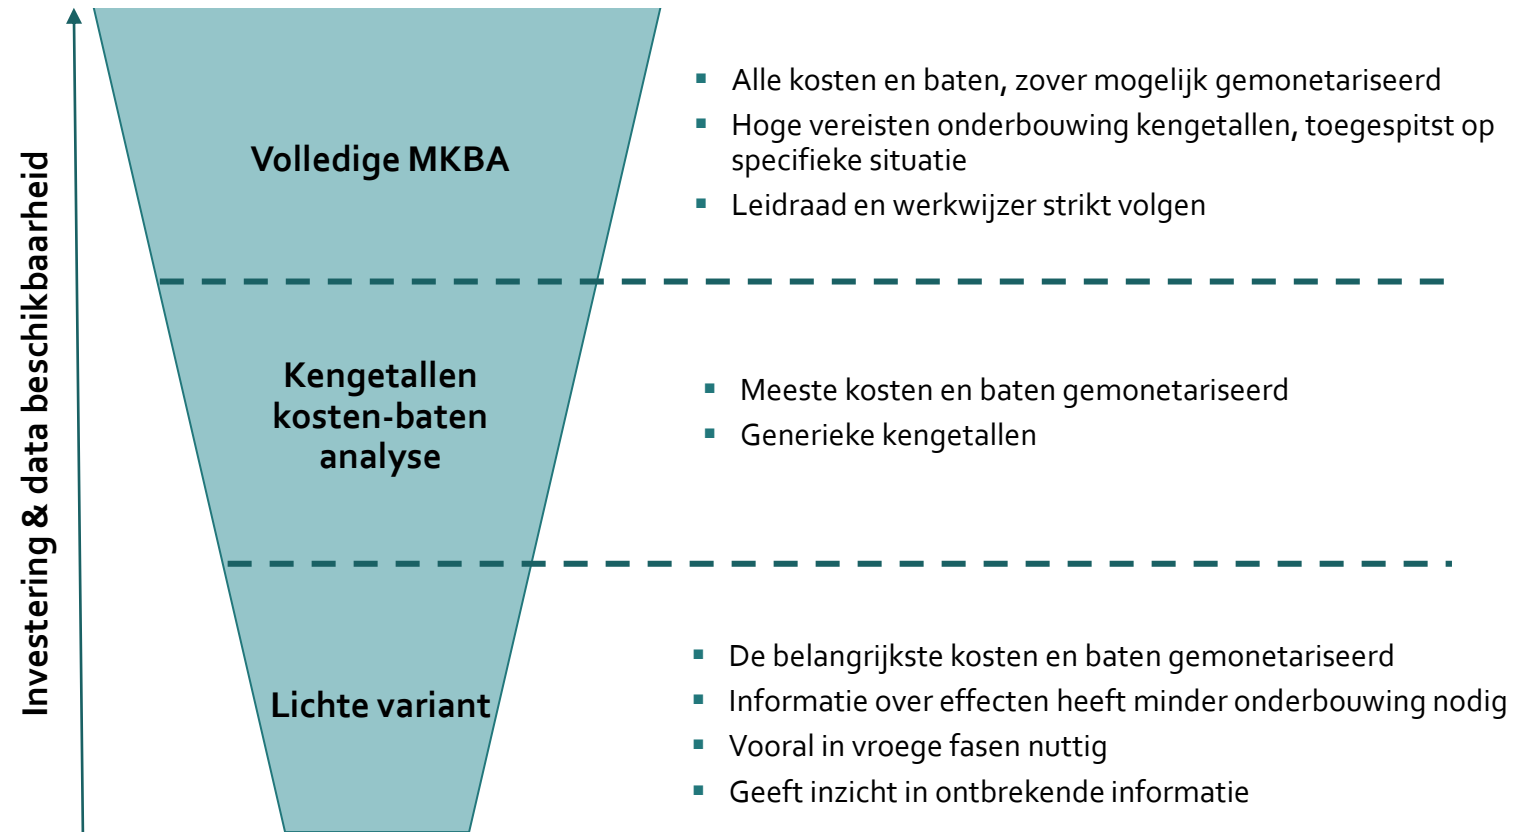 Investering & data beschikbaarheid
Volledige MKBA
▪ Alle kosten en baten, zover mogelijk gemonetariseerd
▪ Hoge vereisten onderbouwing kengetallen, toegespitst op
specifieke situatie
▪ Leidraad en werkwijzer strikt volgen
Kengetallen
kosten-baten
analyse
▪ Meeste kosten en baten gemonetariseerd
▪ Generieke kengetallen
Lichte variant
▪ De belangrijkste kosten en baten gemonetariseerd
▪ Informatie over effecten heeft minder onderbouwing nodig
▪ Vooral in vroege fasen nuttig
▪ Geeft inzicht in ontbrekende informatie